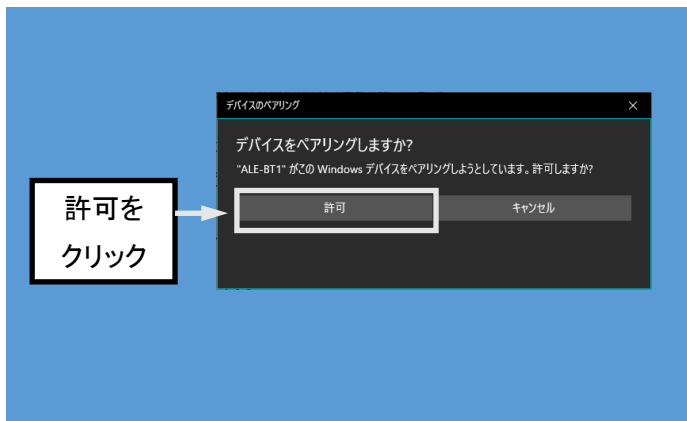 デバイスのペアリング
デバイスをペアリングしますか?
"ALE-BT1" がこの Windows デバイスをペアリングしようとしています。許可しますか?
許可
キャンセル
許可を
クリック